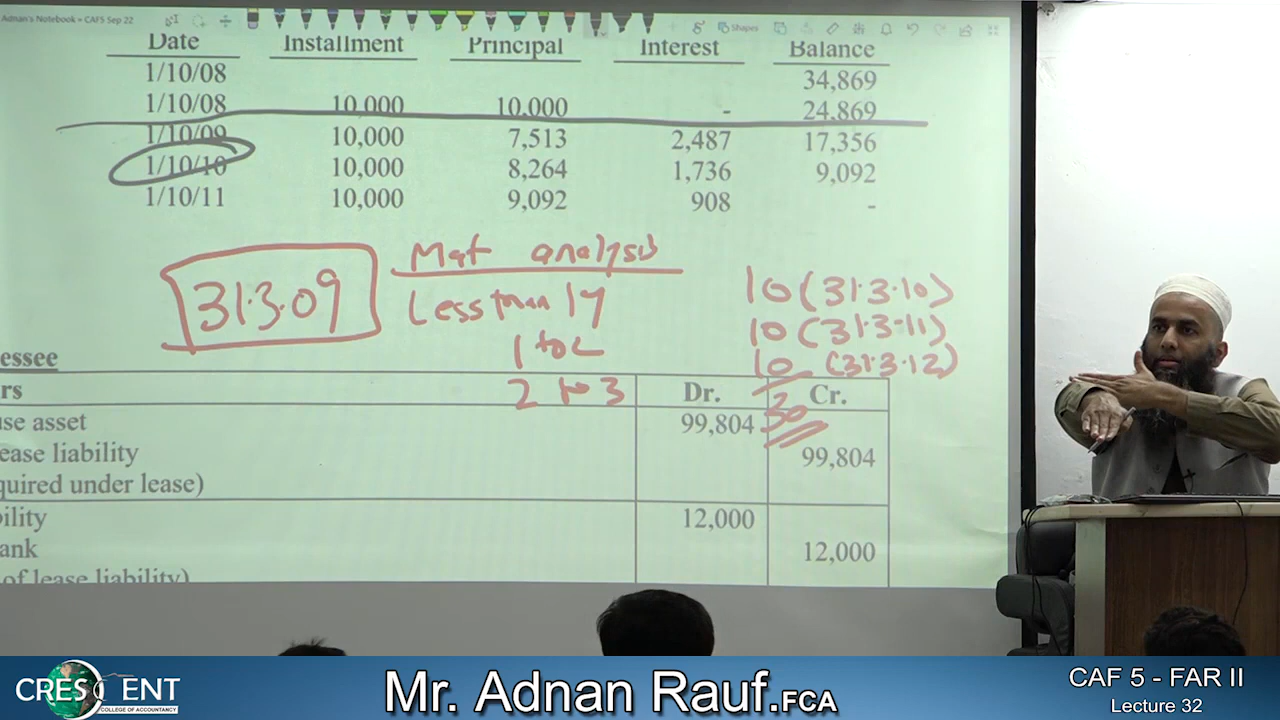 Adnan's Notebook » CAF5 Sep 22
Shapes
Date Installment Principal Interest Balance
1/10/08 34,869
1/10/08 10,000 10,000 - 24,869
1/10/09 10,000 7,513 2,487 17,356
1/10/10 10,000 8,264 1,736 9,092
1/10/11 10,000 9,092 908 -
31.3.09
Mat analysis
Less than 1y
1 to 2
2 to 3
10 (31.3.10)
10 (31.3.11)
10 (31.3.12)
30
essee
rs Dr. Cr.
use asset 99,804
ease liability 99,804
quired under lease)
bility 12,000
ank 12,000
of lease liability)
CRESCENT
COLLEGE OF ACCOUNTANCY
Mr. Adnan Rauf.FCA
CAF 5 - FAR II
Lecture 32